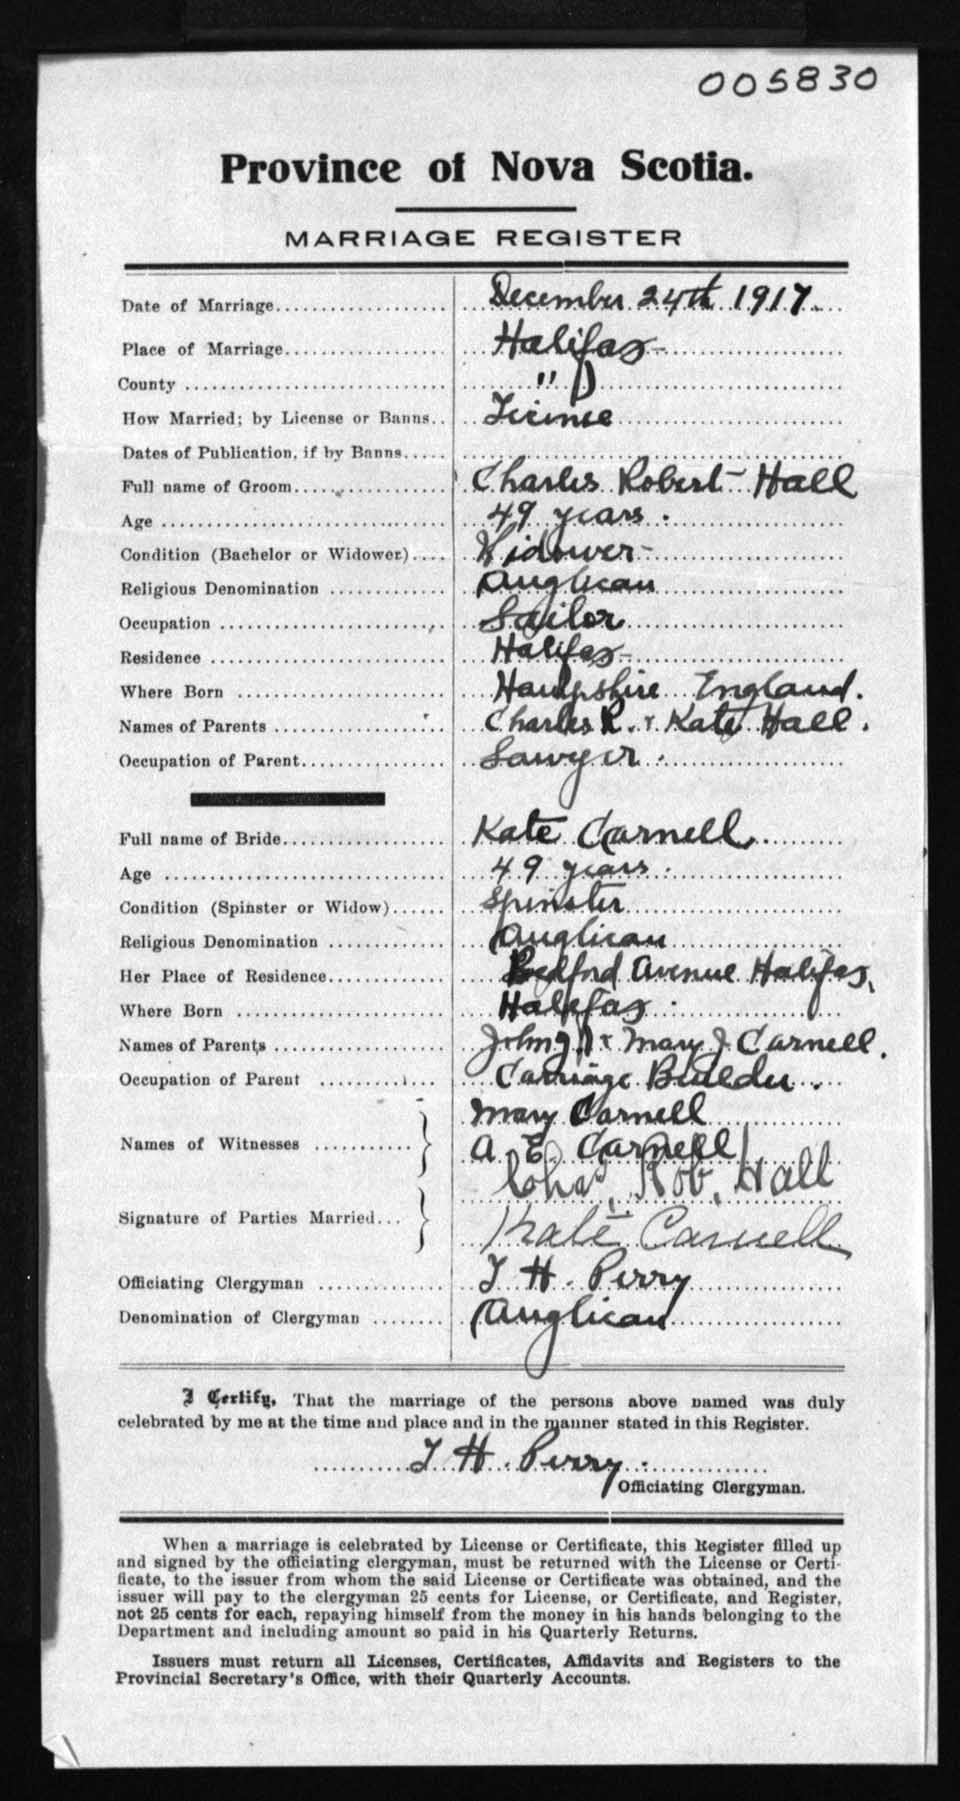 005830
Province of Nova Scotia.
MARRIAGE REGISTER
Date of Marriage.................... December 24th 1917.
Place of Marriage.................... Halifax
County .................... " "
How Married; by License or Banns.. License
Dates of Publication, if by Banns.....
Full name of Groom.................... Charles Robert Hall
Age .................... 49 years.
Condition (Bachelor or Widower).... Widower
Religious Denomination .................... Anglican
Occupation .................... Sailor
Residence .................... Halifax
Where Born .................... Hampshire England.
Names of Parents .................... Charles R. & Kate Hall.
Occupation of Parent.................... Sawyer.
Full name of Bride.................... Kate Carnell.
Age .................... 49 years.
Condition (Spinster or Widow)...... Spinster
Religious Denomination .................... Anglican
Her Place of Residence.................... Bedford Avenue Halifax,
Where Born .................... Halifax.
Names of Parents .................... John & Mary J Carnell.
Occupation of Parent .................... Carriage Builder.
Mary Carnell
Names of Witnesses .................... A E. Carnell
Chas. Rob. Hall
Signature of Parties Married...
Kate Carnell
Officiating Clergyman .................... T H. Perry
Denomination of Clergyman ........ Anglican
I Certify, That the marriage of the persons above named was duly
celebrated by me at the time and place and in the manner stated in this Register.
T H. Perry.
Officiating Clergyman.
When a marriage is celebrated by License or Certificate, this Register filled up
and signed by the officiating clergyman, must be returned with the License or Certi-
ficate, to the issuer from whom the said License or Certificate was obtained, and the
issuer will pay to the clergyman 25 cents for License, or Certificate, and Register,
not 25 cents for each, repaying himself from the money in his hands belonging to the
Department and including amount so paid in his Quarterly Returns.
Issuers must return all Licenses, Certificates, Affidavits and Registers to the
Provincial Secretary's Office, with their Quarterly Accounts.